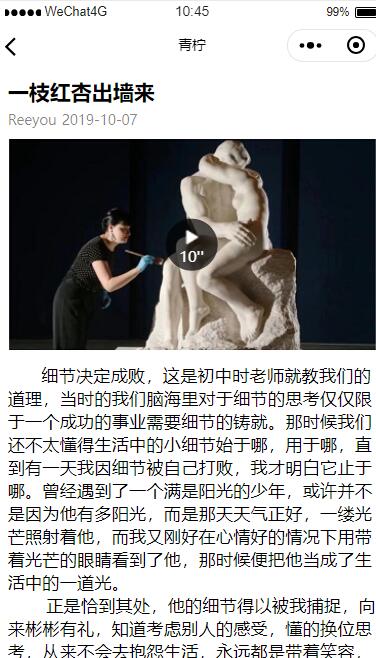 WeChat4G 10:45 99%
青柠
一枝红杏出墙来
Reeyou 2019-10-07
10''
细节决定成败，这是初中时老师就教我们的
道理，当时的我们脑海里对于细节的思考仅仅限
于一个成功的事业需要细节的铸就。那时候我们
还不太懂得生活中的小细节始于哪，用于哪，直
到有一天我因细节被自己打败，我才明白它止于
哪。曾经遇到了一个满是阳光的少年，或许并不
是因为他有多阳光，而是那天天气正好，一缕光
芒照射着他，而我又刚好在心情好的情况下用带
着光芒的眼睛看到了他，那时候便把他当成了生
活中的一道光。
正是恰到其处，他的细节得以被我捕捉，向
来彬彬有礼，知道考虑别人的感受，懂的换位思
考，从来不会去抱怨生活，永远都是带着笑容，